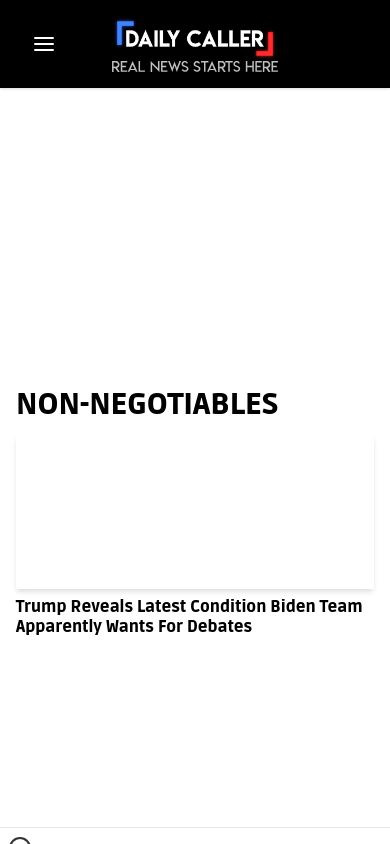 DAILY CALLER
REAL NEWS STARTS HERE
NON-NEGOTIABLES
Trump Reveals Latest Condition Biden Team
Apparently Wants For Debates